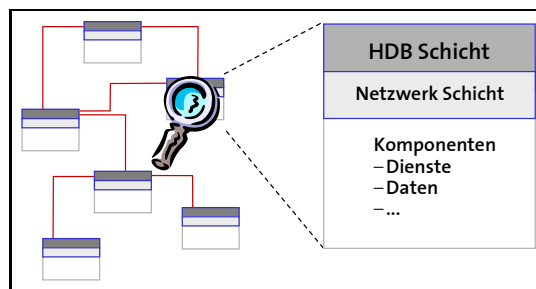 HDB Schicht
Netzwerk Schicht
Komponenten
–Dienste
–Daten
–...